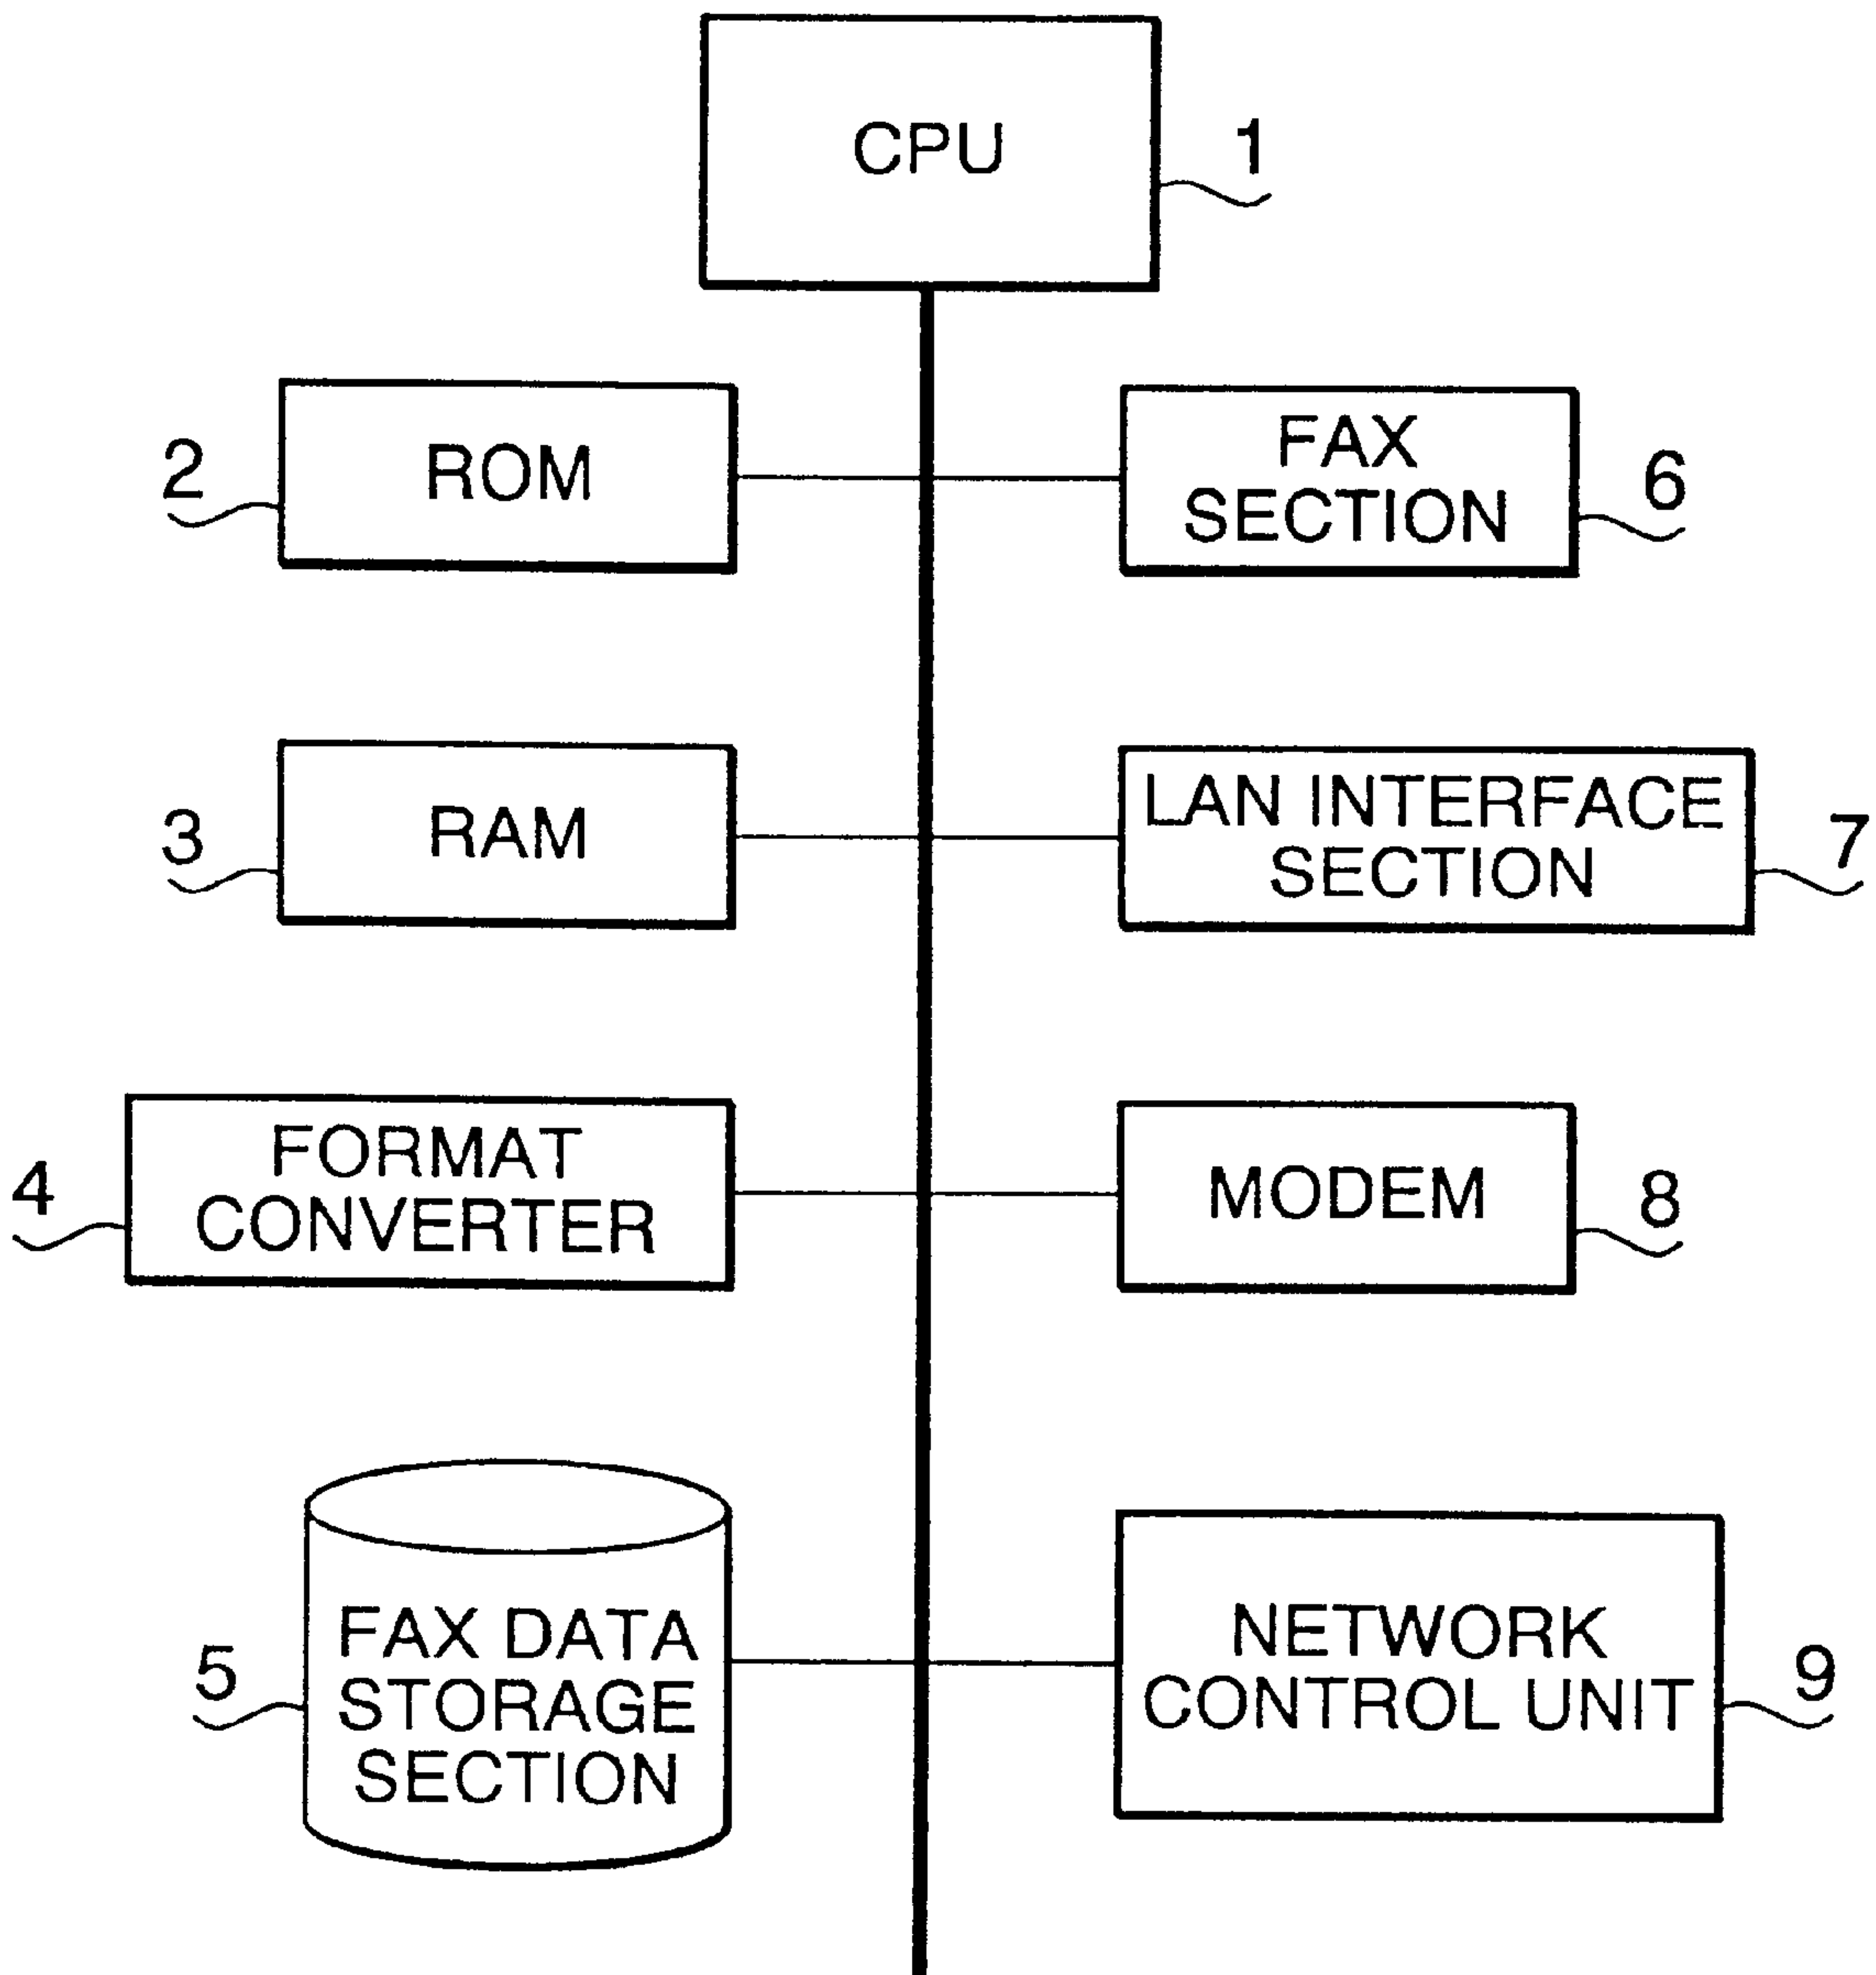 CPU
1
ROM
2
FAX
SECTION
6
RAM
3
LAN INTERFACE
SECTION
7
FORMAT
CONVERTER
4
MODEM
8
FAX DATA
STORAGE
SECTION
5
NETWORK
CONTROL UNIT
9